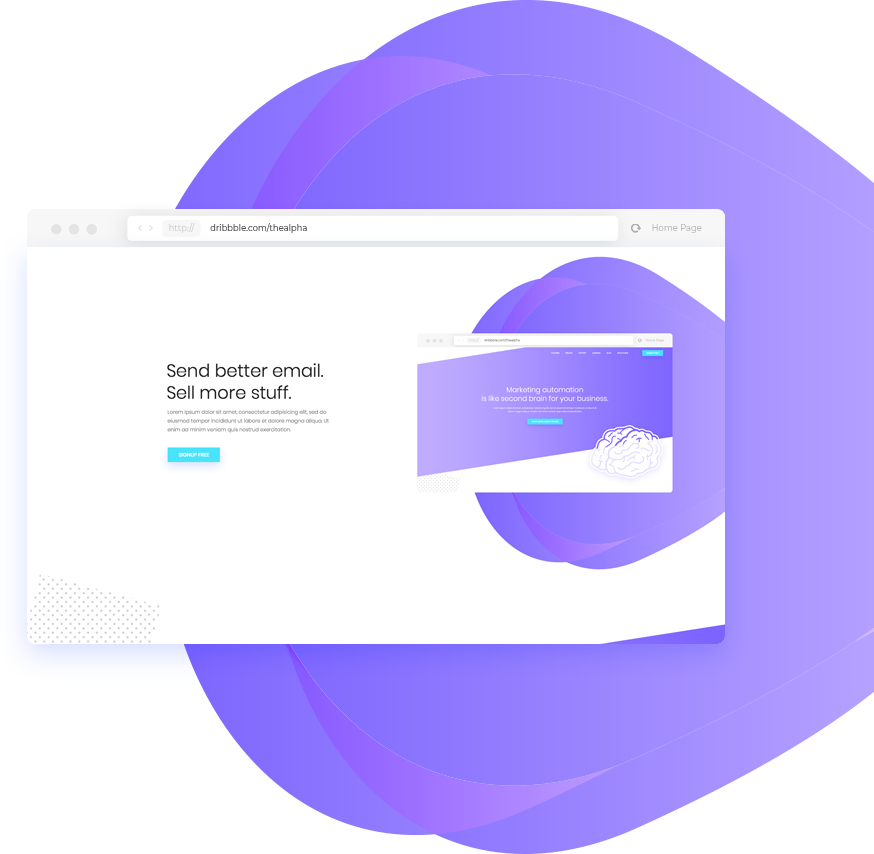 http:// dribbble.com/thealpha Home Page
dribbble.com/thealpha Home Page
Marketing automation
is like second brain for your business.
Send better email.
Sell more stuff.
Lorem ipsum dolor sit amet, consectetur adipiscing elit, sed do
eiusmod tempor incididunt ut labore et dolore magna aliqua. Ut
enim ad minim veniam quis nostrud exercitation.
SIGNUP FREE